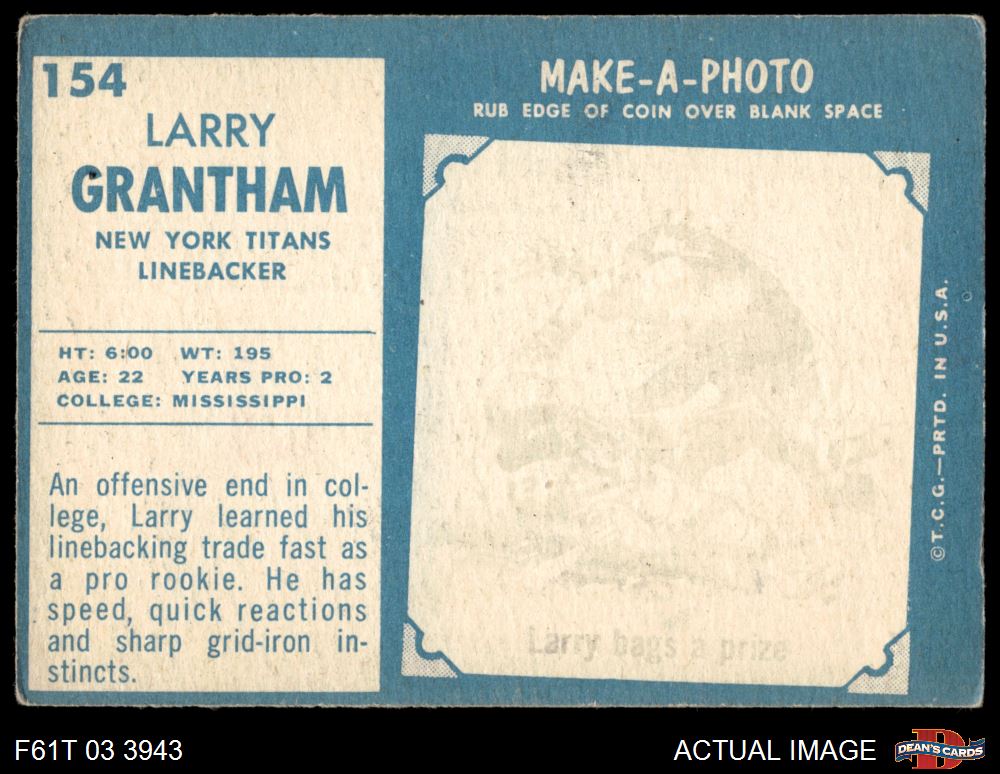 154
LARRY
GRANTHAM
NEW YORK TITANS
LINEBACKER
HT: 6:00 WT: 195
AGE: 22 YEARS PRO: 2
COLLEGE: MISSISSIPPI
An offensive end in col-
lege, Larry learned his
linebacking trade fast as
a pro rookie. He has
speed, quick reactions
and sharp grid-iron in-
stincts.
MAKE-A-PHOTO
RUB EDGE OF COIN OVER BLANK SPACE
Larry bags a prize
©T.C.G.—PRTD. IN U.S.A.
F61T 03 3943
ACTUAL IMAGE
D
DEAN'S CARDS